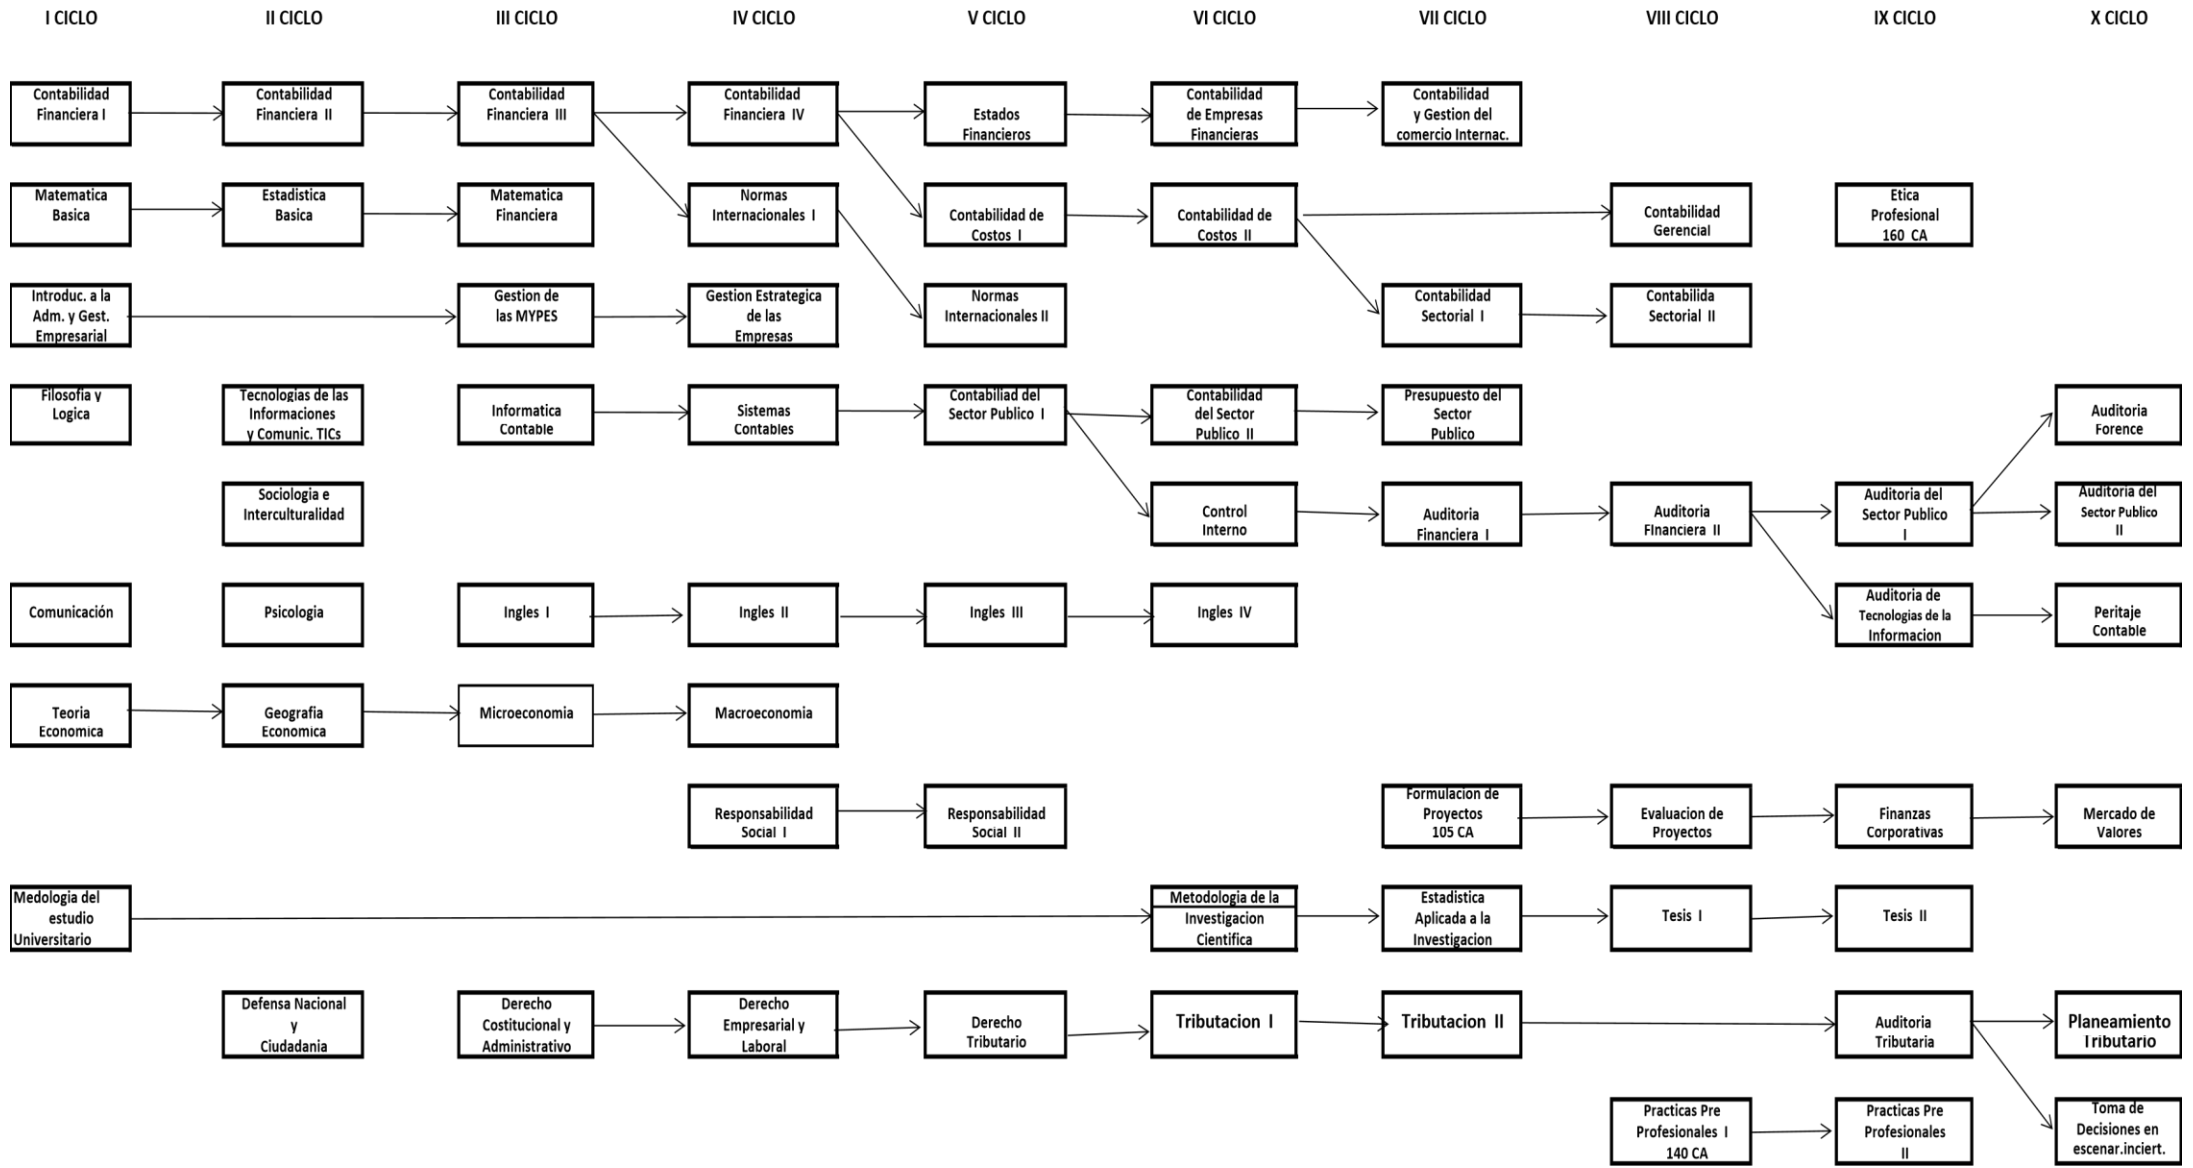 I CICLO
II CICLO
III CICLO
IV CICLO
V CICLO
VI CICLO
VII CICLO
VIII CICLO
IX CICLO
X CICLO
Contabilidad
Financiera I
Contabilidad
Financiera II
Contabilidad
Financiera III
Contabilidad
Financiera IV
Estados
Financieros
Contabilidad
de Empresas
Financieras
Contabilidad
y Gestion del
comercio Internac.
Matematica
Basica
Estadistica
Basica
Matematica
Financiera
Normas
Internacionales I
Contabilidad de
Costos I
Contabilidad de
Costos II
Contabilidad
Gerencial
Etica
Profesional
160 CA
Introduc. a la
Adm. y Gest.
Empresarial
Gestion de
las MYPES
Gestion Estrategica
de las
Empresas
Normas
Internacionales II
Contabilidad
Sectorial I
Contabilida
Sectorial II
Filosofia y
Logica
Tecnologias de las
Informaciones
y Comunic. TICs
Informatica
Contable
Sistemas
Contables
Contabiliad del
Sector Publico I
Contabilidad
del Sector
Publico II
Presupuesto del
Sector
Publico
Auditoria
Forence
Sociologia e
Interculturalidad
Control
Interno
Auditoria
Financiera I
Auditoria
FInanciera II
Auditoria del
Sector Publico
I
Auditoria del
Sector Publico
II
Comunicación
Psicologia
Ingles I
Ingles II
Ingles III
Ingles IV
Auditoria de
Tecnologias de la
Informacion
Peritaje
Contable
Teoria
Economica
Geografia
Economica
Microeconomia
Macroeconomia
Responsabilidad
Social I
Responsabilidad
Social II
Formulacion de
Proyectos
105 CA
Evaluacion de
Proyectos
Finanzas
Corporativas
Mercado de
Valores
Medologia del
estudio
Universitario
Metodologia de la
Investigacion
Cientifica
Estadistica
Aplicada a la
Investigacion
Tesis I
Tesis II
Defensa Nacional
y
Ciudadania
Derecho
Costitucional y
Administrativo
Derecho
Empresarial y
Laboral
Derecho
Tributario
Tributacion I
Tributacion II
Auditoria
Tributaria
Planeamiento
Tributario
Practicas Pre
Profesionales I
140 CA
Practicas Pre
Profesionales
II
Toma de
Decisiones en
escenar.inciert.